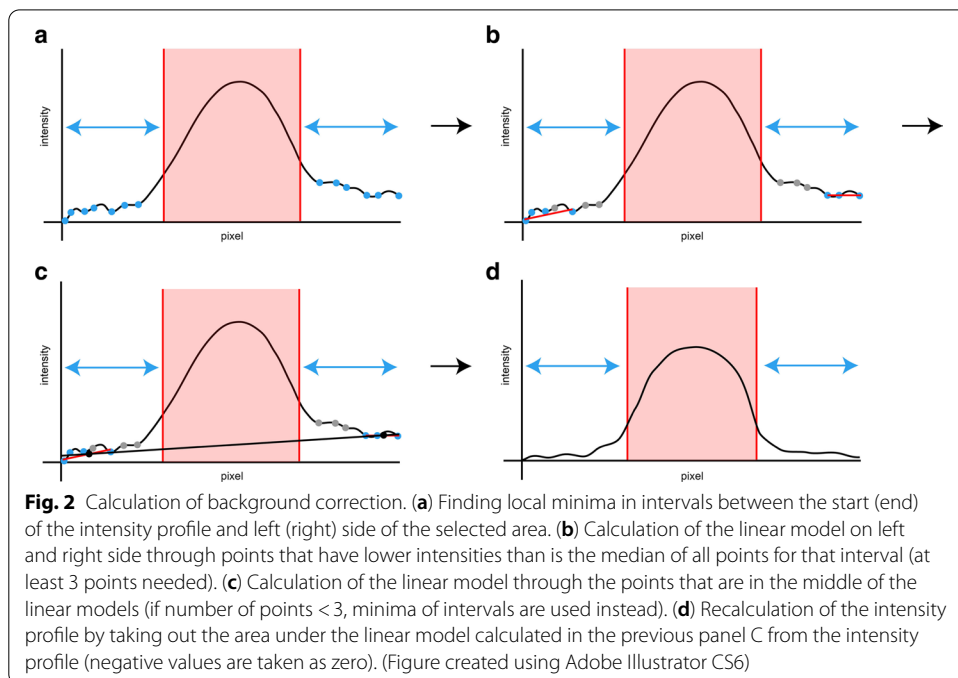 a
b
intensity
intensity
pixel
pixel
c
d
intensity
intensity
pixel
pixel
Fig. 2 Calculation of background correction. (a) Finding local minima in intervals between the start (end)
of the intensity profile and left (right) side of the selected area. (b) Calculation of the linear model on left
and right side through points that have lower intensities than is the median of all points for that interval (at
least 3 points needed). (c) Calculation of the linear model through the points that are in the middle of the
linear models (if number of points < 3, minima of intervals are used instead). (d) Recalculation of the intensity
profile by taking out the area under the linear model calculated in the previous panel C from the intensity
profile (negative values are taken as zero). (Figure created using Adobe Illustrator CS6)